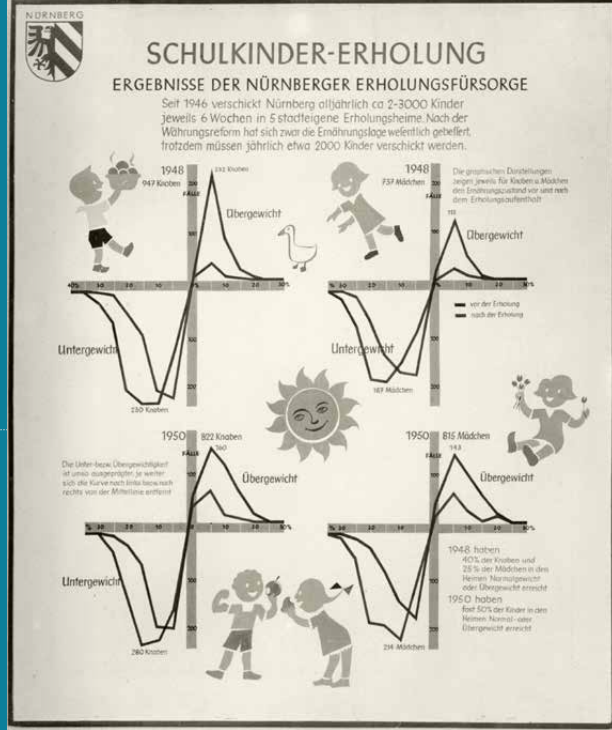 NÜRNBERG
SCHULKINDER-ERHOLUNG
ERGEBNISSE DER NÜRNBERGER ERHOLUNGSFÜRSORGE
Seit 1946 verschickt Nürnberg alljährlich ca 2-3000 Kinder
jeweils 6 Wochen in 5 stadteigene Erholungsheime. Nach der
Währungsreform hat sich zwar die Ernährungslage wesentlich gebessert,
trotzdem müssen jährlich etwa 2000 Kinder verschickt werden.
1948
947 Knaben
FÄLLE
Übergewicht
Untergewicht
230 Knaben
1948
737 Mädchen
FÄLLE
Übergewicht
Untergewicht
Die graphischen Darstellungen
zeigen jeweils für Knaben u. Mädchen
den Ernährungszustand vor und nach
dem Erholungsaufenthalt
vor der Erholung
nach der Erholung
1950
822 Knaben
FÄLLE
160
Übergewicht
Untergewicht
280 Knaben
Die Unter-bezw. Übergewichtigkeit
ist umso ausgeprägter, je weiter
sich die Kurve nach links bezw. nach
rechts von der Mittellinie entfernt
1950
815 Mädchen
FÄLLE
143
Übergewicht
214 Mädchen
1948 haben
40% der Knaben und
25% der Mädchen in den
Heimen Normalgewicht
oder Übergewicht erreicht
1950 haben
fast 50% der Kinder in den
Heimen Normal- oder
Übergewicht erreicht